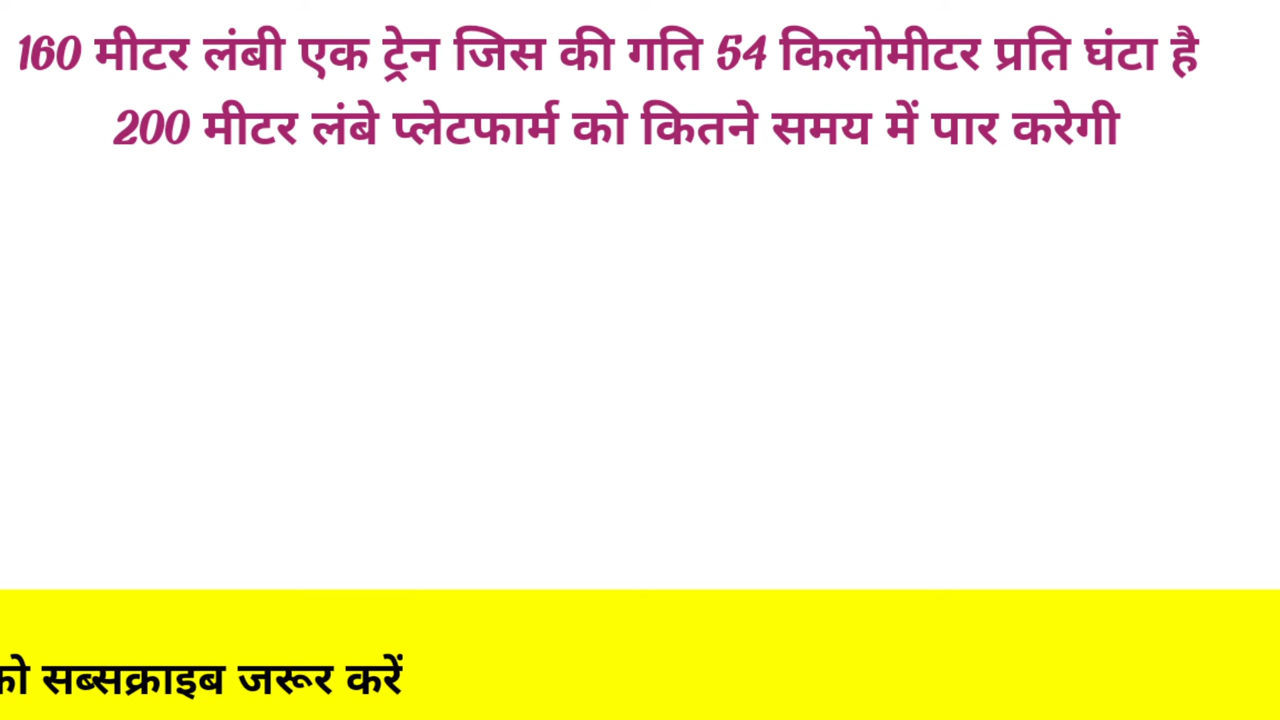 160 मीटर लंबी एक ट्रेन जिस की गति 54 किलोमीटर प्रति घंटा है
200 मीटर लंबे प्लेटफार्म को कितने समय में पार करेगी
को सब्सक्राइब जरूर करें